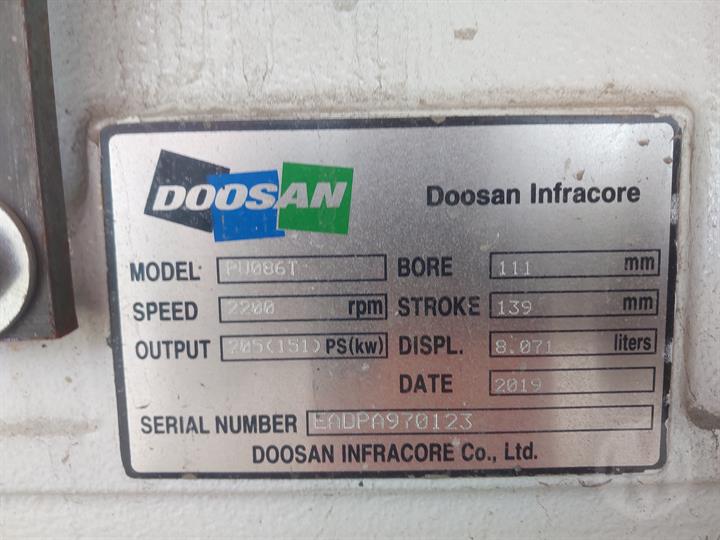 DOOSAN Doosan Infracore
MODEL PU086T BORE 111 mm
SPEED 2200 rpm STROKE 139 mm
OUTPUT 205(151) PS(kw) DISPL. 8.071 liters
DATE 2019
SERIAL NUMBER EADPA970123
DOOSAN INFRACORE Co., Ltd.